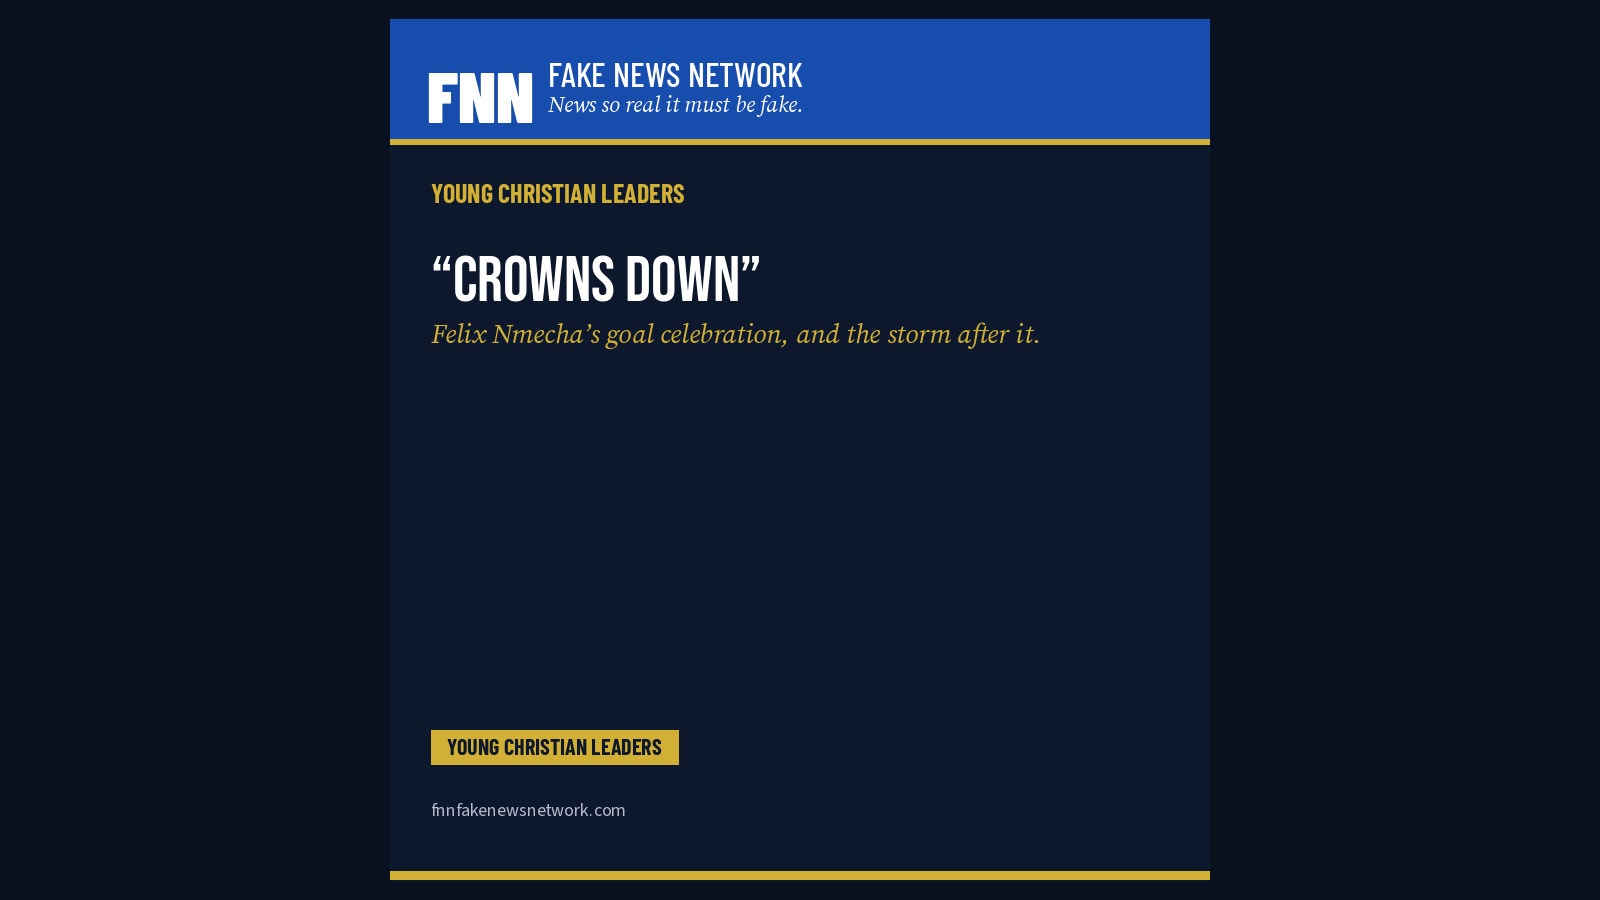 FNN
FAKE NEWS NETWORK
News so real it must be fake.
YOUNG CHRISTIAN LEADERS
“CROWNS DOWN”
Felix Nmecha’s goal celebration, and the storm after it.
YOUNG CHRISTIAN LEADERS
fnnfakenewsnetwork.com